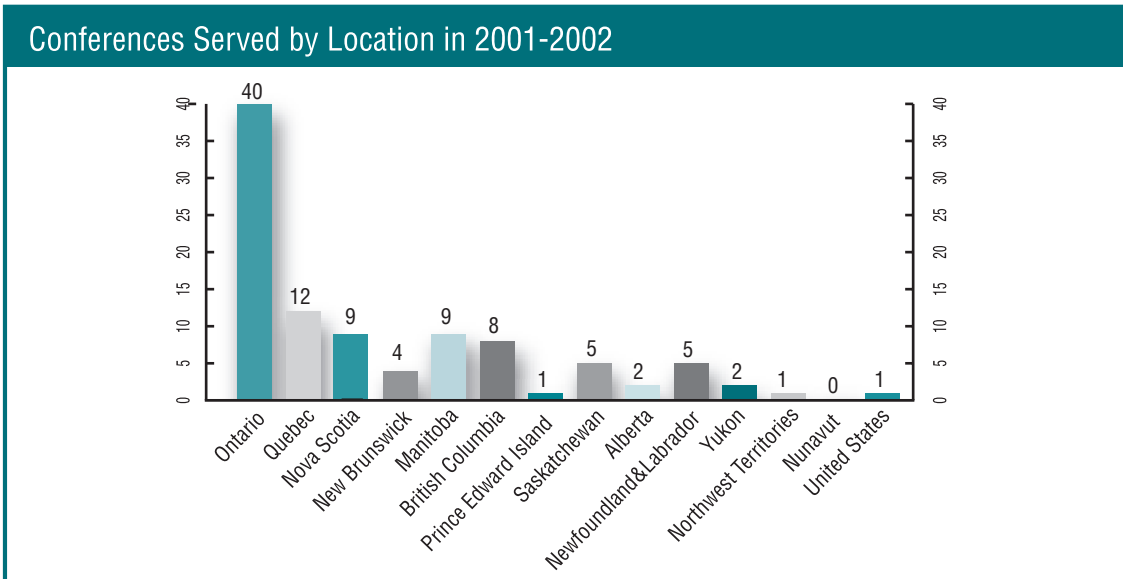 Conferences Served by Location in 2001-2002
40
12
9
4
9
8
1
5
2
5
2
1
0
1
40
35
30
25
20
15
10
5
0
40
35
30
25
20
15
10
5
0
Ontario
Quebec
Nova Scotia
New Brunswick
Manitoba
British Columbia
Prince Edward Island
Saskatchewan
Alberta
Newfoundland&Labrador
Yukon
Northwest Territories
Nunavut
United States